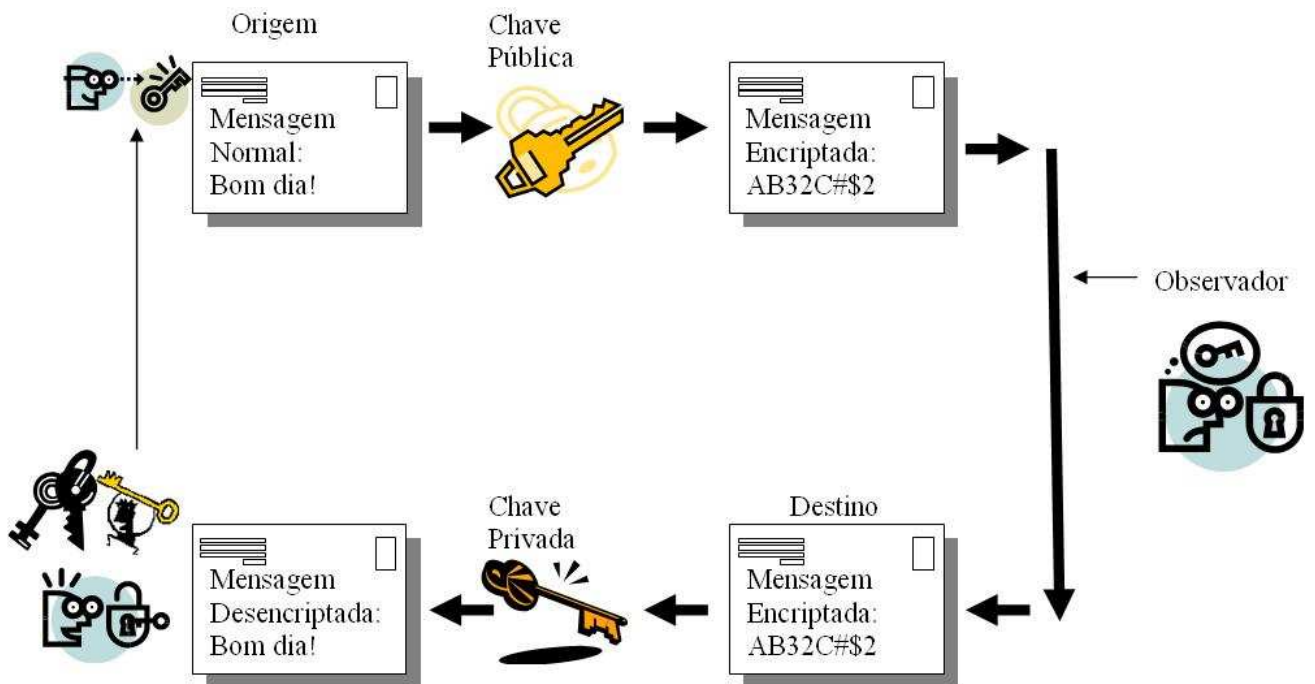 Origem
Chave
Pública
Mensagem
Normal:
Bom dia!
Mensagem
Encriptada:
AB32C#$2
Observador
Destino
Mensagem
Encriptada:
AB32C#$2
Chave
Privada
Mensagem
Desencriptada:
Bom dia!